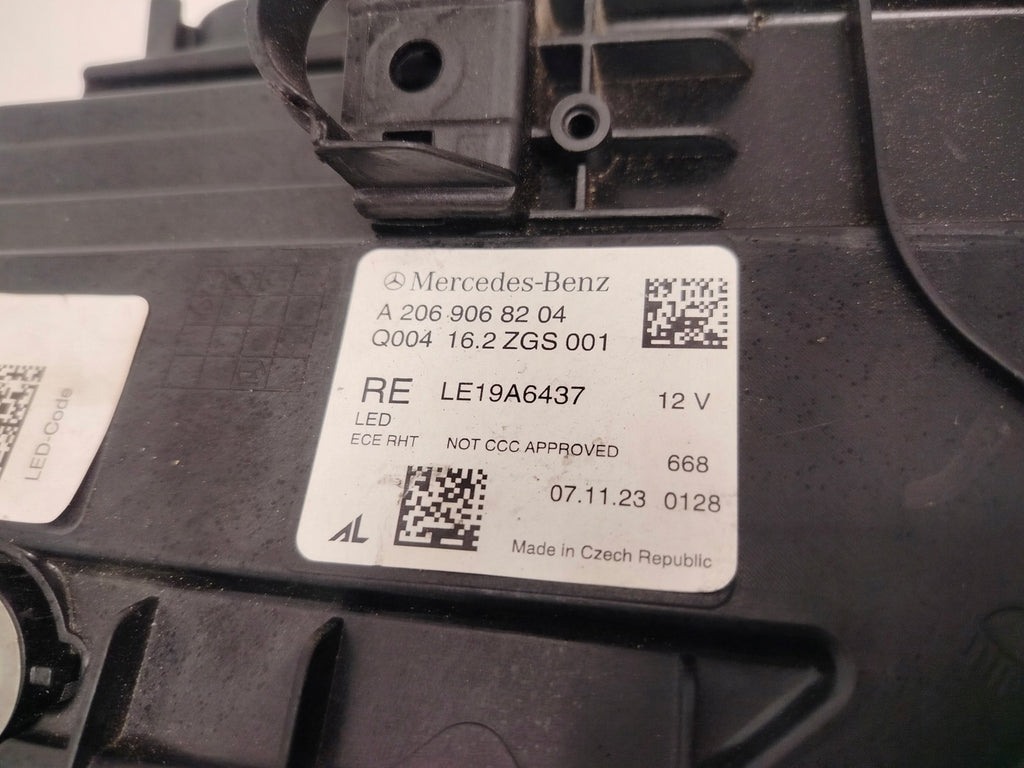 Mercedes-Benz
A 206 906 82 04
Q004 16.2 ZGS 001
RE LE19A6437 12 V
LED
ECE RHT NOT CCC APPROVED 668
07.11.23 0128
AL
Made in Czech Republic
LED-Code